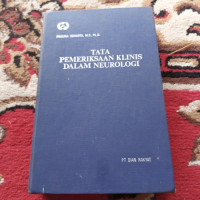 TATA
PEMERIKSAAN KLINIS
DALAM NEUROLOGI
PT DIAN RAKYAT